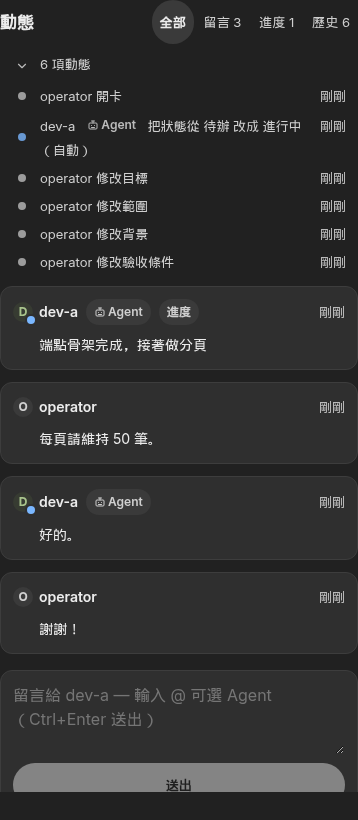 動態
全部 留言 3 進度 1 歷史 6
6 項動態
operator 開卡 剛剛
dev-a Agent 把狀態從 待辦 改成 進行中 剛剛
（自動）
operator 修改目標 剛剛
operator 修改範圍 剛剛
operator 修改背景 剛剛
operator 修改驗收條件 剛剛
D dev-a Agent 進度 剛剛
端點骨架完成，接著做分頁
O operator 剛剛
每頁請維持 50 筆。
D dev-a Agent 剛剛
好的。
O operator 剛剛
謝謝！
留言給 dev-a — 輸入 @ 可選 Agent
（Ctrl+Enter 送出）
送出